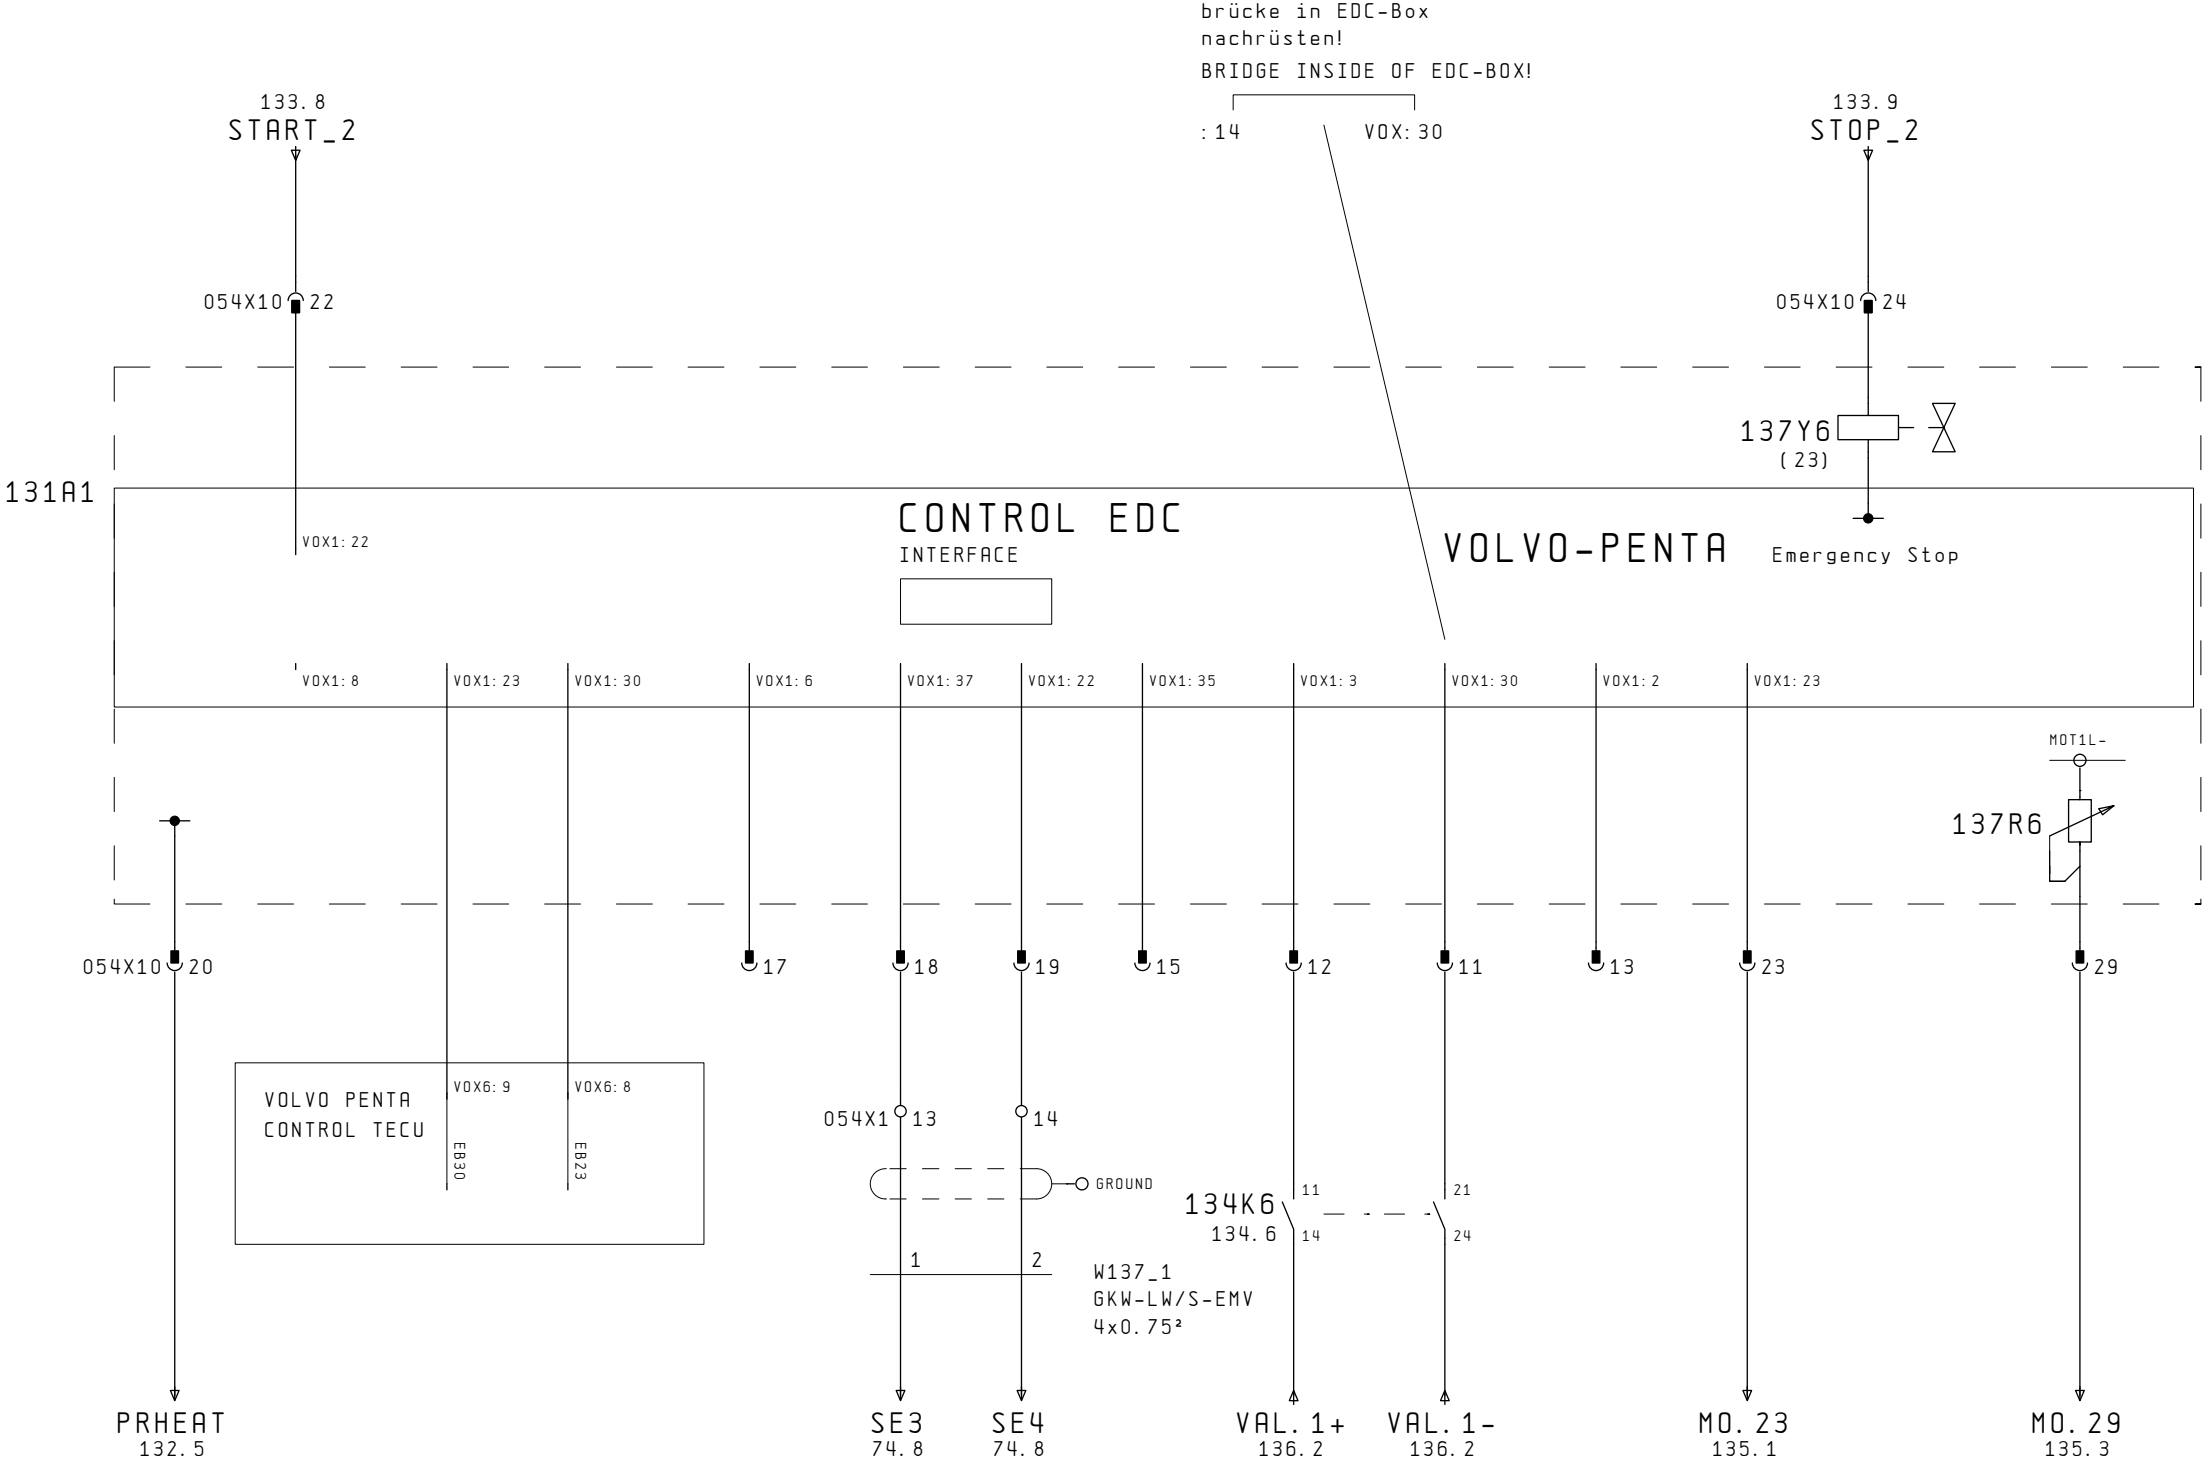 brücke in EDC-Box
nachrüsten!
BRIDGE INSIDE OF EDC-BOX!
:14 VOX:30
133.8
START_2
133.9
STOP_2
054X10 22
054X10 24
137Y6
(23)
131A1
CONTROL EDC
INTERFACE
VOLVO-PENTA
Emergency Stop
VOX1:22
VOX1:8 VOX1:23 VOX1:30 VOX1:6 VOX1:37 VOX1:22 VOX1:35 VOX1:3 VOX1:30 VOX1:2 VOX1:23
MOT1L-
137R6
054X10 20 17 18 19 15 12 11 13 23 29
VOLVO PENTA
CONTROL TECU
VOX6:9 VOX6:8
EB30 EB23
054X1 13 14
GROUND
134K6
134.6
11 21
14 24
1 2
W137_1
GKW-LW/S-EMV
4x0.75²
PRHEAT SE3 SE4 VAL.1+ VAL.1- MO.23 MO.29
132.5 74.8 74.8 136.2 136.2 135.1 135.3